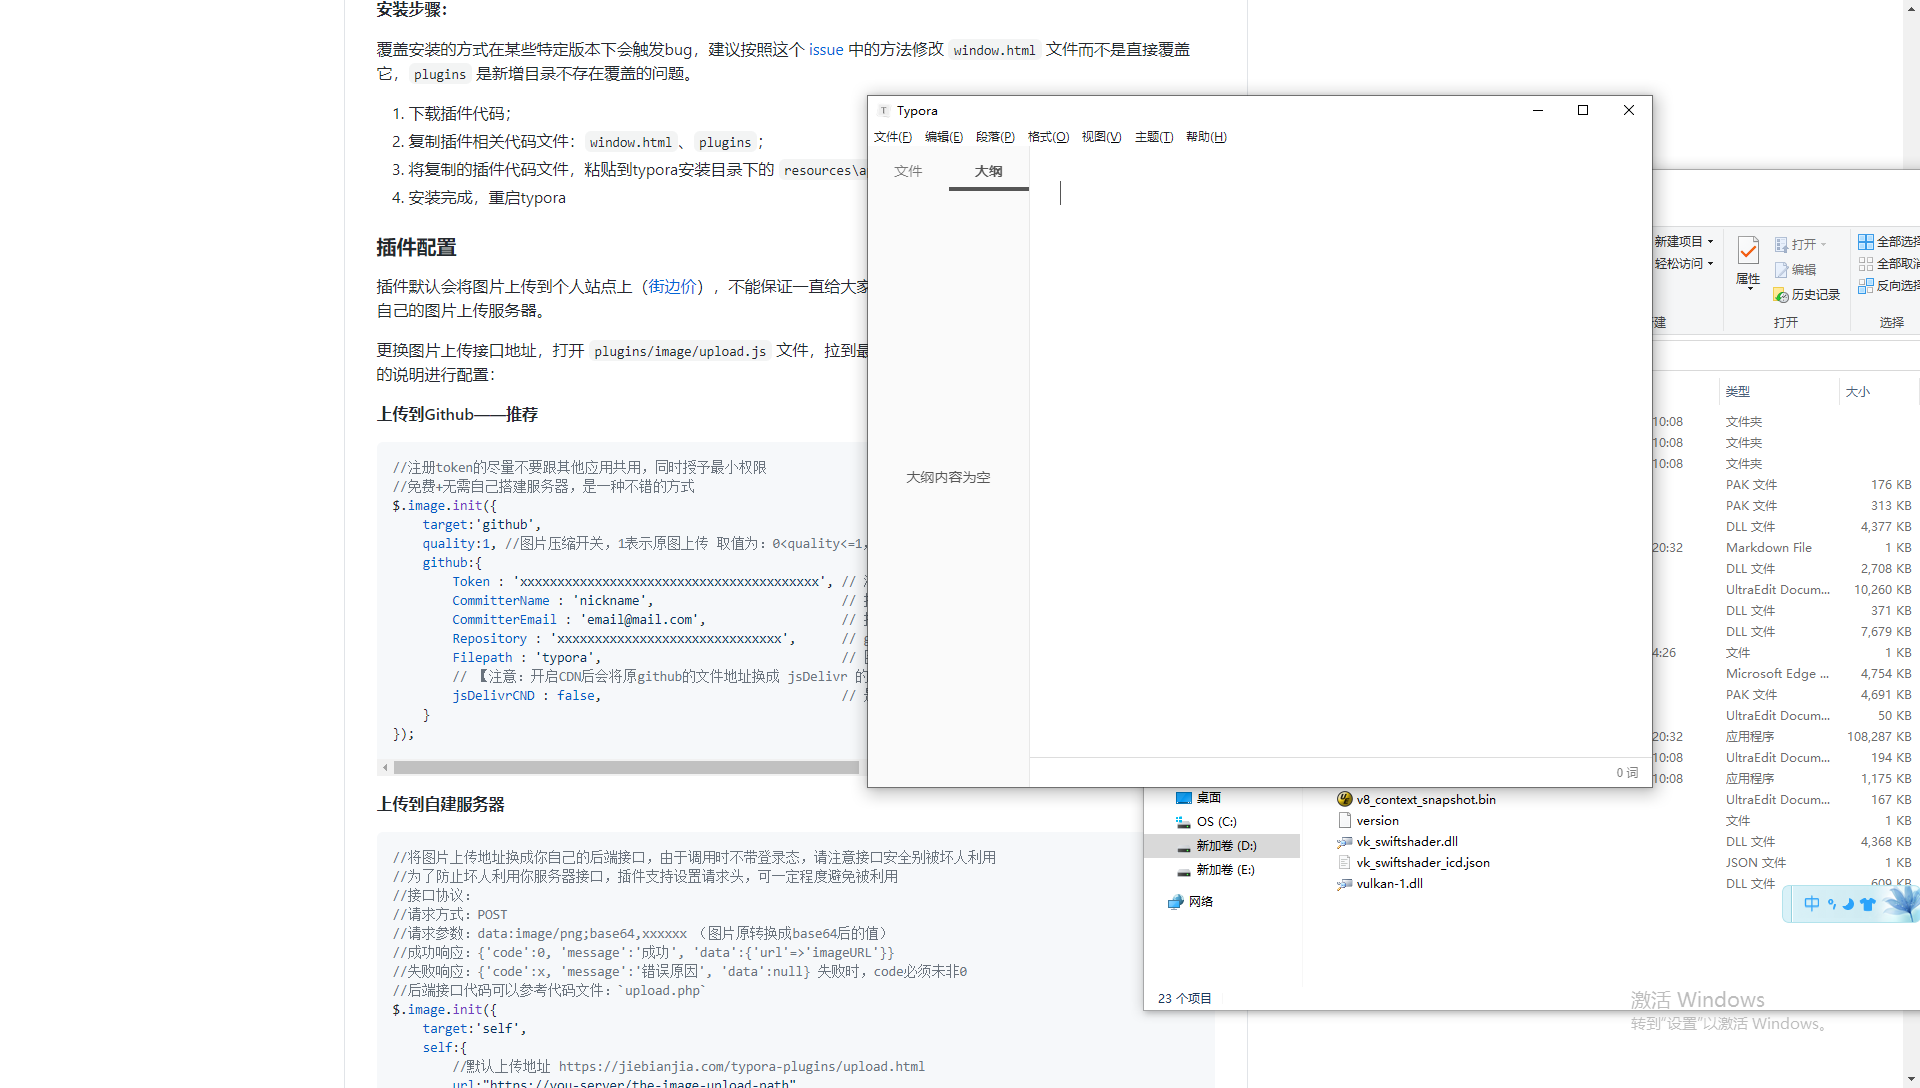 安装步骤：
覆盖安装的方式在某些特定版本下会触发bug，建议按照这个 issue 中的方法修改 window.html 文件而不是直接覆盖
它， plugins 是新增目录不存在覆盖的问题。
1. 下载插件代码；
2. 复制插件相关代码文件： window.html 、 plugins ；
3. 将复制的插件代码文件，粘贴到typora安装目录下的 resources\a
4. 安装完成，重启typora
插件配置
插件默认会将图片上传到个人站点上（街边价），不能保证一直给大家
自己的图片上传服务器。
更换图片上传接口地址，打开 plugins/image/upload.js 文件，拉到最
的说明进行配置：
上传到Github——推荐
//注册token的尽量不要跟其他应用共用，同时授予最小权限
//免费+无需自己搭建服务器，是一种不错的方式
$.image.init({
target:'github',
quality:1, //图片压缩开关，1表示原图上传 取值为：0<quality<=1，
github:{
Token : 'xxxxxxxxxxxxxxxxxxxxxxxxxxxxxxxxxxxxxxxx', //
CommitterName : 'nickname', //
CommitterEmail : 'email@mail.com', //
Repository : 'xxxxxxxxxxxxxxxxxxxxxxxxxxxxxx', //
Filepath : 'typora', //
// 【注意：开启CDN后会将原github的文件地址换成 jsDelivr 的
jsDelivrCND : false, // 是
}
});
上传到自建服务器
//将图片上传地址换成你自己的后端接口，由于调用时不带登录态，请注意接口安全别被坏人利用
//为了防止坏人利用你服务器接口，插件支持设置请求头，可一定程度避免被利用
//接口协议：
//请求方式：POST
//请求参数：data:image/png;base64,xxxxxx （图片原转换成base64后的值）
//成功响应：{'code':0, 'message':'成功', 'data':{'url'=>'imageURL'}}
//失败响应：{'code':x, 'message':'错误原因', 'data':null} 失败时，code必须未非0
//后端接口代码可以参考代码文件：`upload.php`
$.image.init({
target:'self',
self:{
//默认上传地址 https://jiebianjia.com/typora-plugins/upload.html
url:"https://you-server/the-image-upload-path"
T Typora
文件(F) 编辑(E) 段落(P) 格式(O) 视图(V) 主题(T) 帮助(H)
文件 大纲
大纲内容为空
0 词
新建项目
轻松访问
建
属性
打开
编辑
历史记录
打开
全部选择
全部取消
反向选择
选择
类型 大小
10:08 文件夹
10:08 文件夹
10:08 文件夹
PAK 文件 176 KB
PAK 文件 313 KB
DLL 文件 4,377 KB
20:32 Markdown File 1 KB
DLL 文件 2,708 KB
UltraEdit Docum... 10,260 KB
DLL 文件 371 KB
DLL 文件 7,679 KB
4:26 文件 1 KB
Microsoft Edge ... 4,754 KB
PAK 文件 4,691 KB
UltraEdit Docum... 50 KB
20:32 应用程序 108,287 KB
10:08 UltraEdit Docum... 194 KB
10:08 应用程序 1,175 KB
v8_context_snapshot.bin UltraEdit Docum... 167 KB
version 文件 1 KB
vk_swiftshader.dll DLL 文件 4,368 KB
vk_swiftshader_icd.json JSON 文件 1 KB
vulkan-1.dll DLL 文件 609 KB
桌面
OS (C:)
新加卷 (D:)
新加卷 (E:)
网络
23 个项目
中
激活 Windows
转到“设置”以激活 Windows。